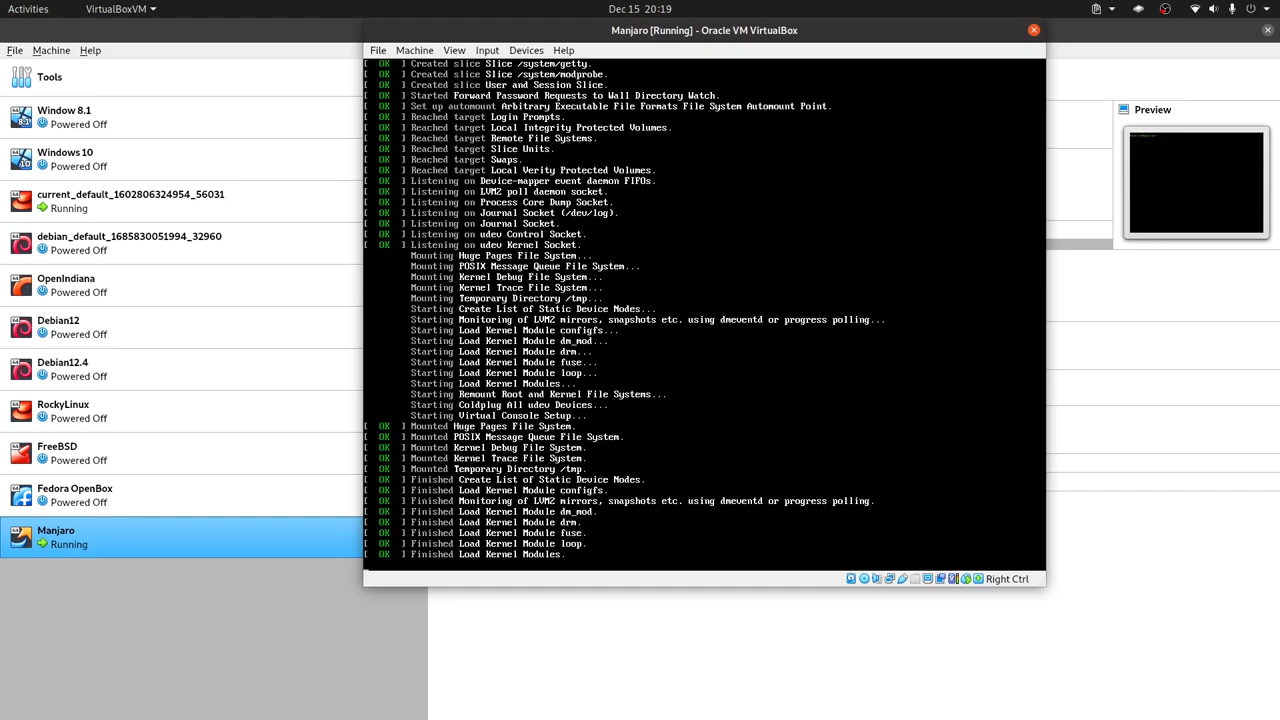 Activities VirtualBoxVM Dec 15 20:19
Manjaro [Running] - Oracle VM VirtualBox
File Machine Help
File Machine View Input Devices Help
Tools
Window 8.1
Powered Off
Windows 10
Powered Off
current_default_1602806324954_56031
Running
debian_default_1685830051994_32960
Powered Off
OpenIndiana
Powered Off
Debian12
Powered Off
Debian12.4
Powered Off
RockyLinux
Powered Off
FreeBSD
Powered Off
Fedora OpenBox
Powered Off
Manjaro
Running
[ OK ] Created slice Slice /system/getty.
[ OK ] Created slice Slice /system/modprobe.
[ OK ] Created slice User and Session Slice.
[ OK ] Started Forward Password Requests to Wall Directory Watch.
[ OK ] Set up automount Arbitrary Executable File Formats File System Automount Point.
[ OK ] Reached target Login Prompts.
[ OK ] Reached target Local Integrity Protected Volumes.
[ OK ] Reached target Remote File Systems.
[ OK ] Reached target Slice Units.
[ OK ] Reached target Swaps.
[ OK ] Reached target Local Verity Protected Volumes.
[ OK ] Listening on Device-mapper event daemon FIFOs.
[ OK ] Listening on LVM2 poll daemon socket.
[ OK ] Listening on Process Core Dump Socket.
[ OK ] Listening on Journal Socket (/dev/log).
[ OK ] Listening on Journal Socket.
[ OK ] Listening on udev Control Socket.
[ OK ] Listening on udev Kernel Socket.
Mounting Huge Pages File System...
Mounting POSIX Message Queue File System...
Mounting Kernel Debug File System...
Mounting Kernel Trace File System...
Mounting Temporary Directory /tmp...
Starting Create List of Static Device Nodes...
Starting Monitoring of LVM2 mirrors, snapshots etc. using dmeventd or progress polling...
Starting Load Kernel Module configfs...
Starting Load Kernel Module dm_mod...
Starting Load Kernel Module drm...
Starting Load Kernel Module fuse...
Starting Load Kernel Module loop...
Starting Load Kernel Modules...
Starting Remount Root and Kernel File Systems...
Starting Coldplug All udev Devices...
Starting Virtual Console Setup...
[ OK ] Mounted Huge Pages File System.
[ OK ] Mounted POSIX Message Queue File System.
[ OK ] Mounted Kernel Debug File System.
[ OK ] Mounted Kernel Trace File System.
[ OK ] Mounted Temporary Directory /tmp.
[ OK ] Finished Create List of Static Device Nodes.
[ OK ] Finished Load Kernel Module configfs.
[ OK ] Finished Monitoring of LVM2 mirrors, snapshots etc. using dmeventd or progress polling.
[ OK ] Finished Load Kernel Module dm_mod.
[ OK ] Finished Load Kernel Module drm.
[ OK ] Finished Load Kernel Module fuse.
[ OK ] Finished Load Kernel Module loop.
[ OK ] Finished Load Kernel Modules.
Right Ctrl
Preview